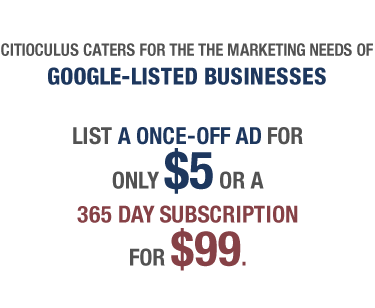 CITIOCULUS CATERS FOR THE THE MARKETING NEEDS OF
GOOGLE-LISTED BUSINESSES
LIST A ONCE-OFF AD FOR
ONLY $5 OR A
365 DAY SUBSCRIPTION
FOR $99.